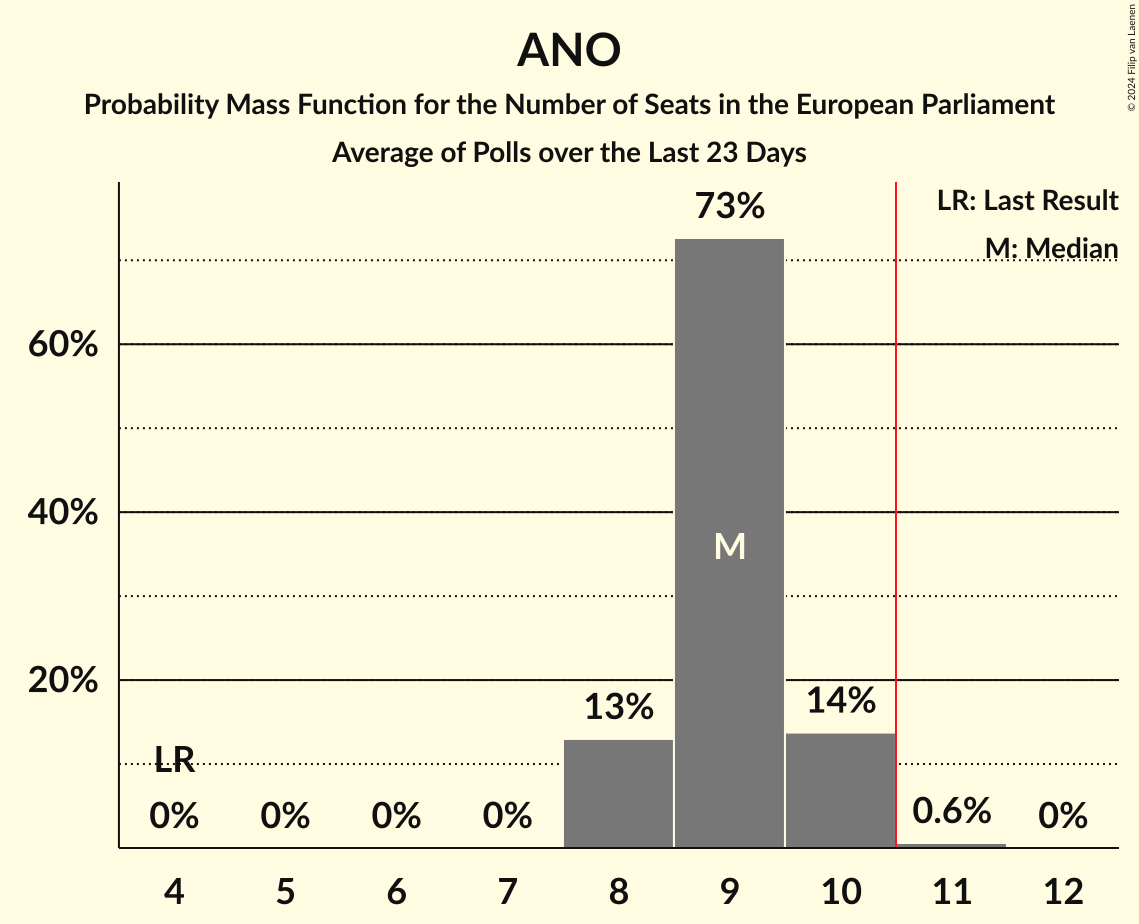 ANO
Probability Mass Function for the Number of Seats in the European Parliament
Average of Polls over the Last 23 Days
© 2024 Filip van Laenen
LR: Last Result
M: Median
73%
60%
40%
M
20%
13%
14%
LR
0%
0%
0%
0%
0.6%
0%
4
5
6
7
8
9
10
11
12